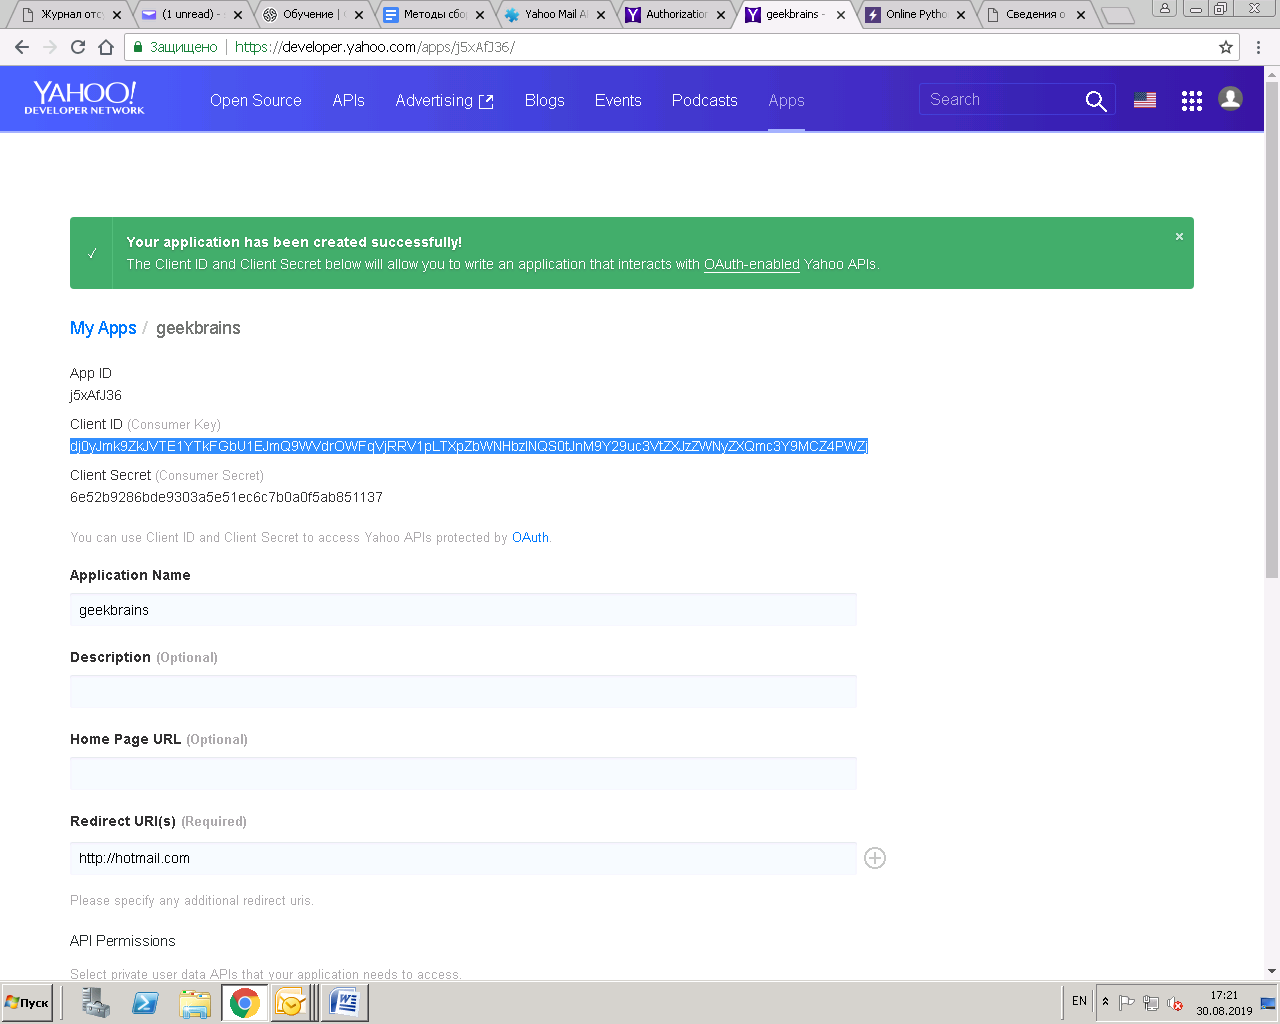 Журнал отсу
(1 unread) -
Обучение |
Методы сбор
Yahoo Mail A
Authorization
geekbrains -
Online Pytho
Сведения о
Защищено https://developer.yahoo.com/apps/j5xAfJ36/
YAHOO!
DEVELOPER NETWORK
Open Source APIs Advertising Blogs Events Podcasts Apps Search
Your application has been created successfully!
The Client ID and Client Secret below will allow you to write an application that interacts with OAuth-enabled Yahoo APIs.
My Apps / geekbrains
App ID
j5xAfJ36
Client ID (Consumer Key)
dj0yJmk9ZkJVTE1YTkFGbU1EJmQ9WVdrOWFqVjRRV1pLTXpZbWNHbzlNQS0tJnM9Y29uc3VtZXJzZWNyZXQmc3Y9MCZ4PWZj
Client Secret (Consumer Secret)
6e52b9286bde9303a5e51ec6c7b0a0f5ab851137
You can use Client ID and Client Secret to access Yahoo APIs protected by OAuth.
Application Name
geekbrains
Description (Optional)
Home Page URL (Optional)
Redirect URI(s) (Required)
http://hotmail.com
Please specify any additional redirect uris.
API Permissions
Select private user data APIs that your application needs to access.
Пуск
EN
17:21
30.08.2019